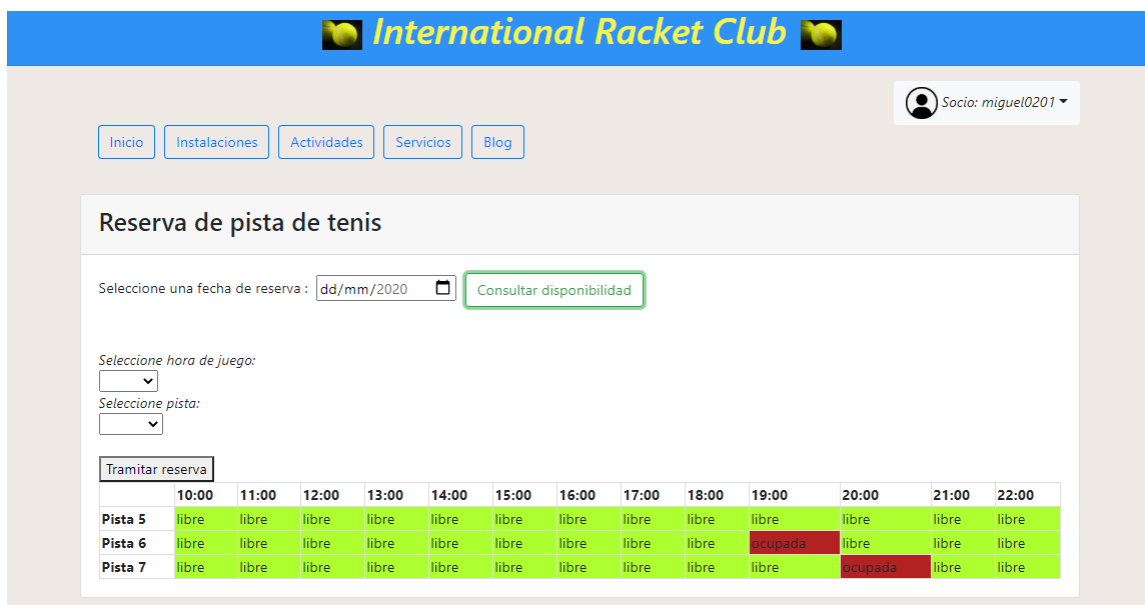 International Racket Club
Socio: miguel0201
Inicio Instalaciones Actividades Servicios Blog
Reserva de pista de tenis
Seleccione una fecha de reserva : dd/mm/2020 Consultar disponibilidad
Seleccione hora de juego:
Seleccione pista:
Tramitar reserva
10:00 11:00 12:00 13:00 14:00 15:00 16:00 17:00 18:00 19:00 20:00 21:00 22:00
Pista 5 libre libre libre libre libre libre libre libre libre libre libre libre libre
Pista 6 libre libre libre libre libre libre libre libre libre ocupada libre libre libre
Pista 7 libre libre libre libre libre libre libre libre libre libre ocupada libre libre